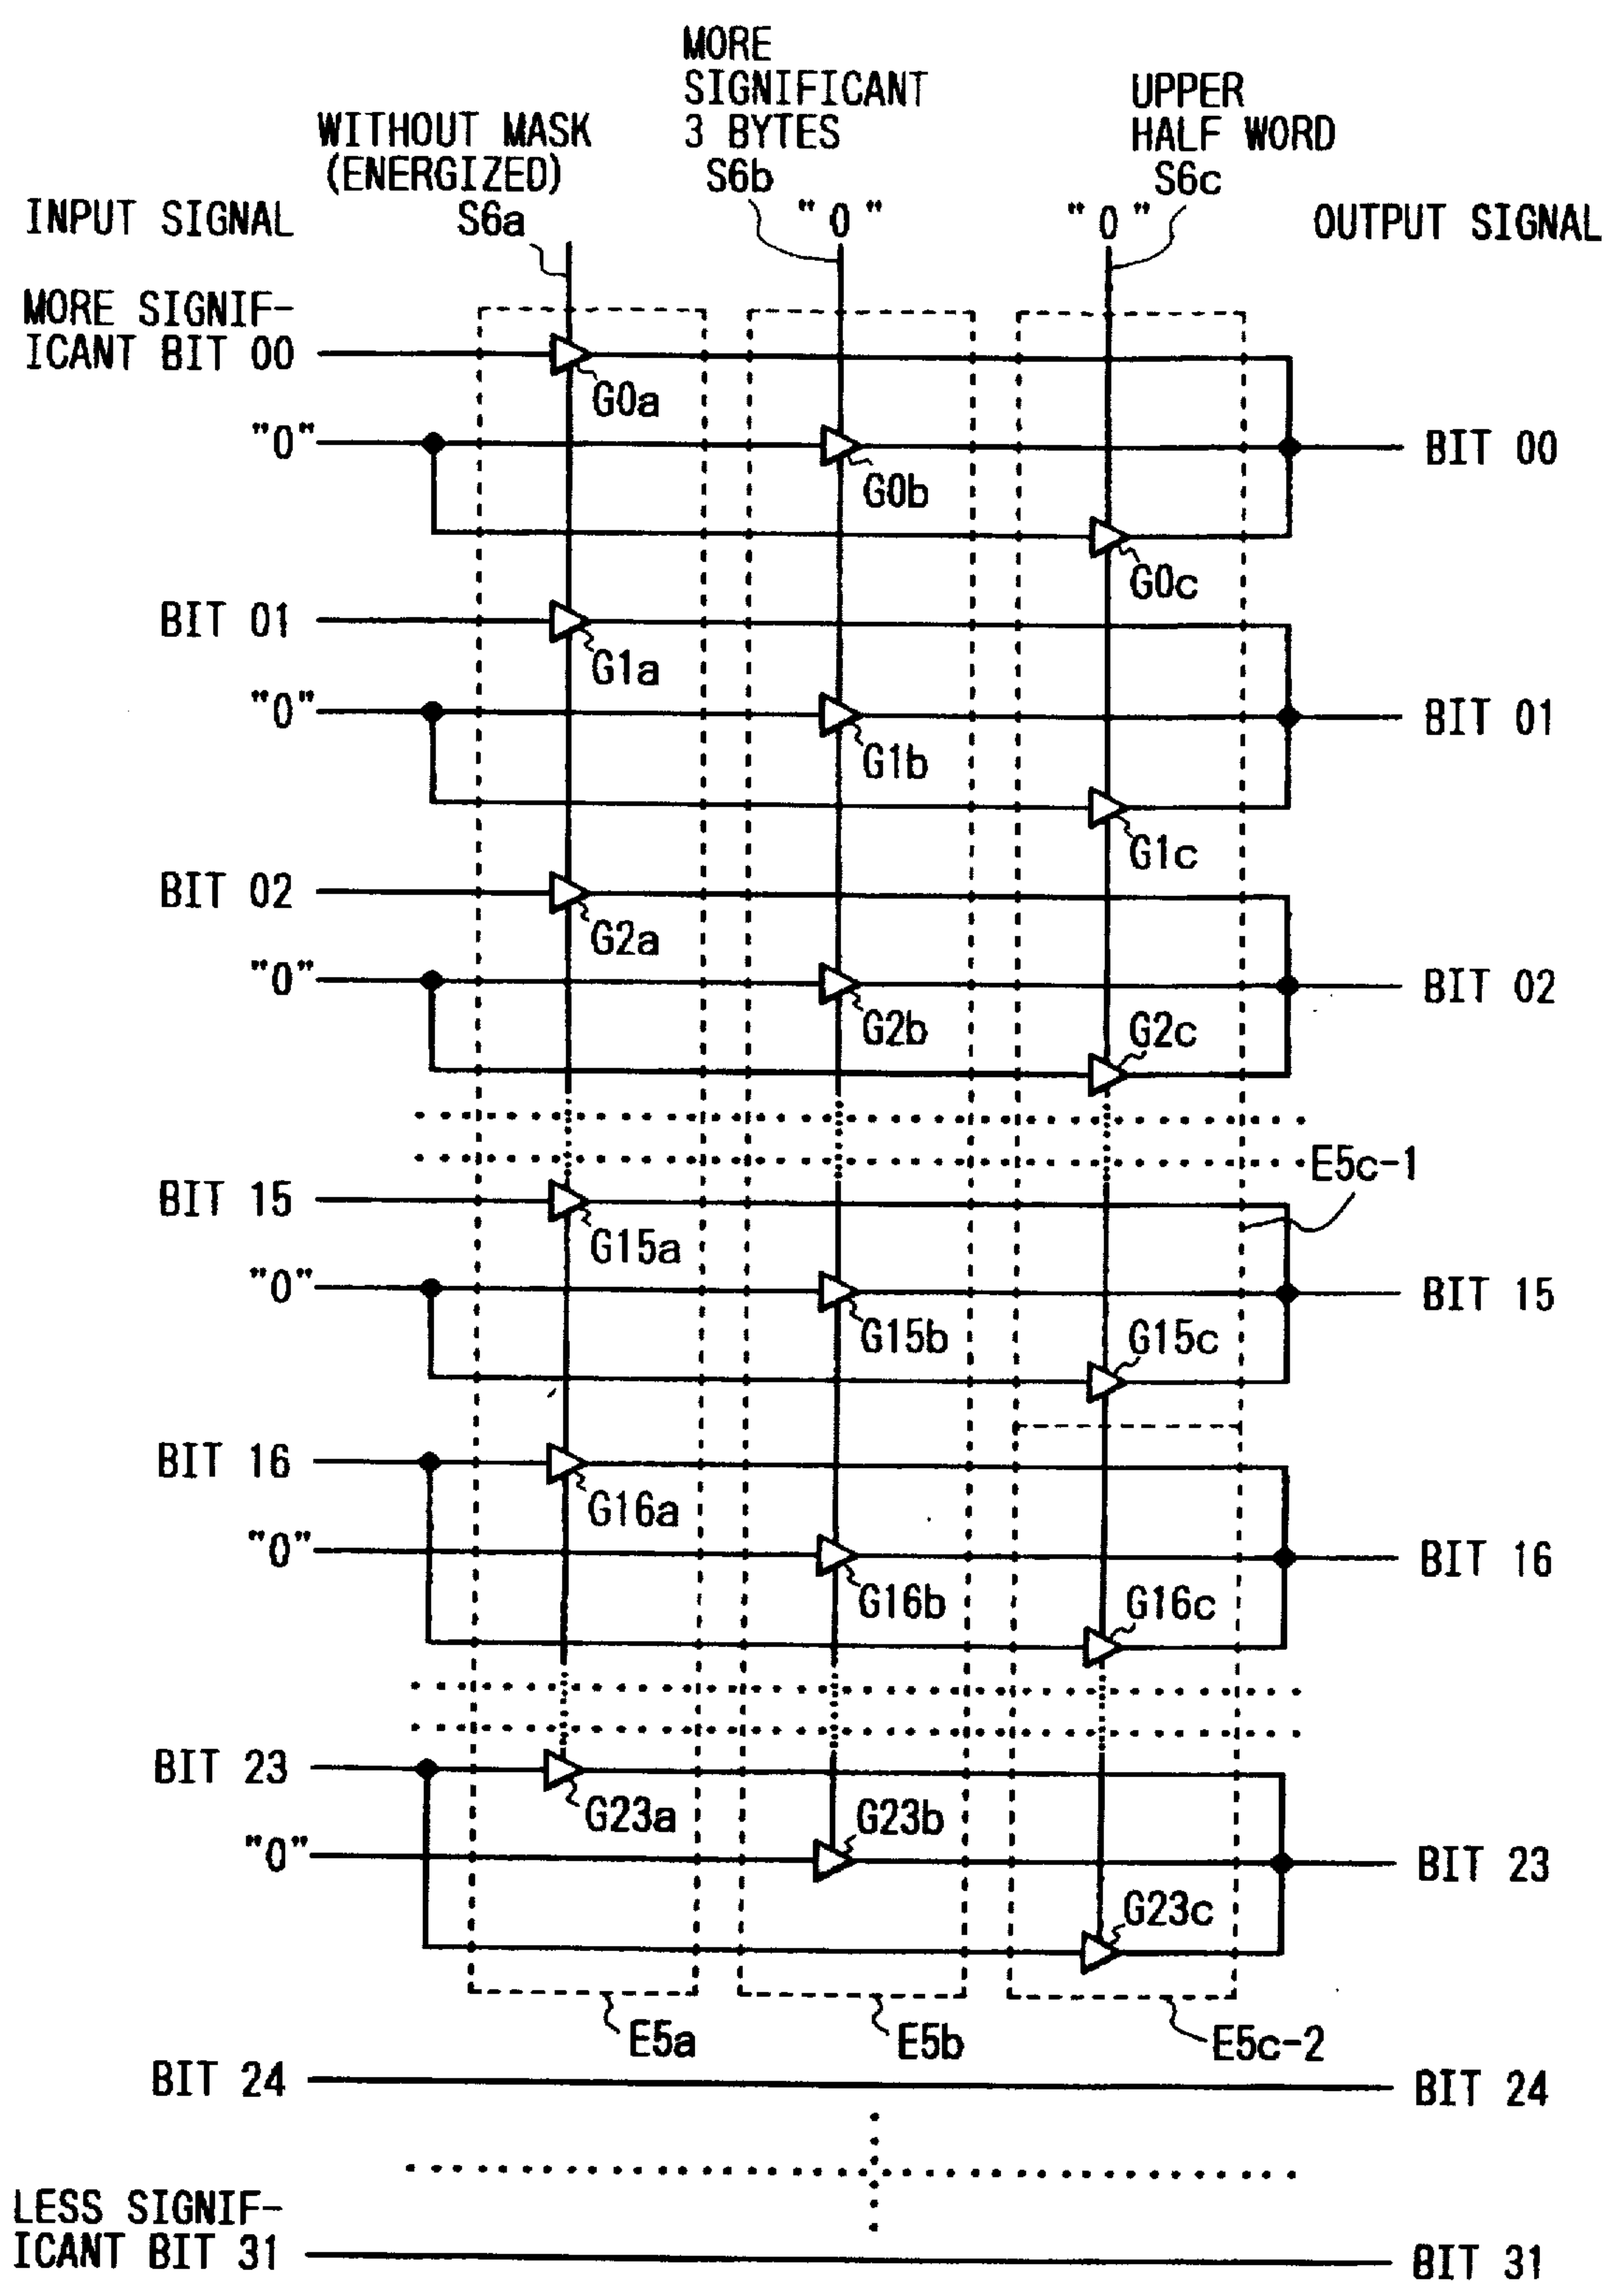 MORE
SIGNIFICANT
3 BYTES
S6b
UPPER
HALF WORD
S6c
WITHOUT MASK
(ENERGIZED)
S6a
INPUT SIGNAL
"0"
"0"
OUTPUT SIGNAL
MORE SIGNIF-
ICANT BIT 00
G0a
"0"
G0b
BIT 00
G0c
BIT 01
G1a
"0"
G1b
BIT 01
G1c
BIT 02
G2a
"0"
G2b
BIT 02
G2c
E5c-1
BIT 15
G15a
"0"
G15b
BIT 15
G15c
BIT 16
G16a
"0"
G16b
BIT 16
G16c
BIT 23
G23a
"0"
G23b
BIT 23
G23c
E5a
E5b
E5c-2
BIT 24
BIT 24
LESS SIGNIF-
ICANT BIT 31
BIT 31